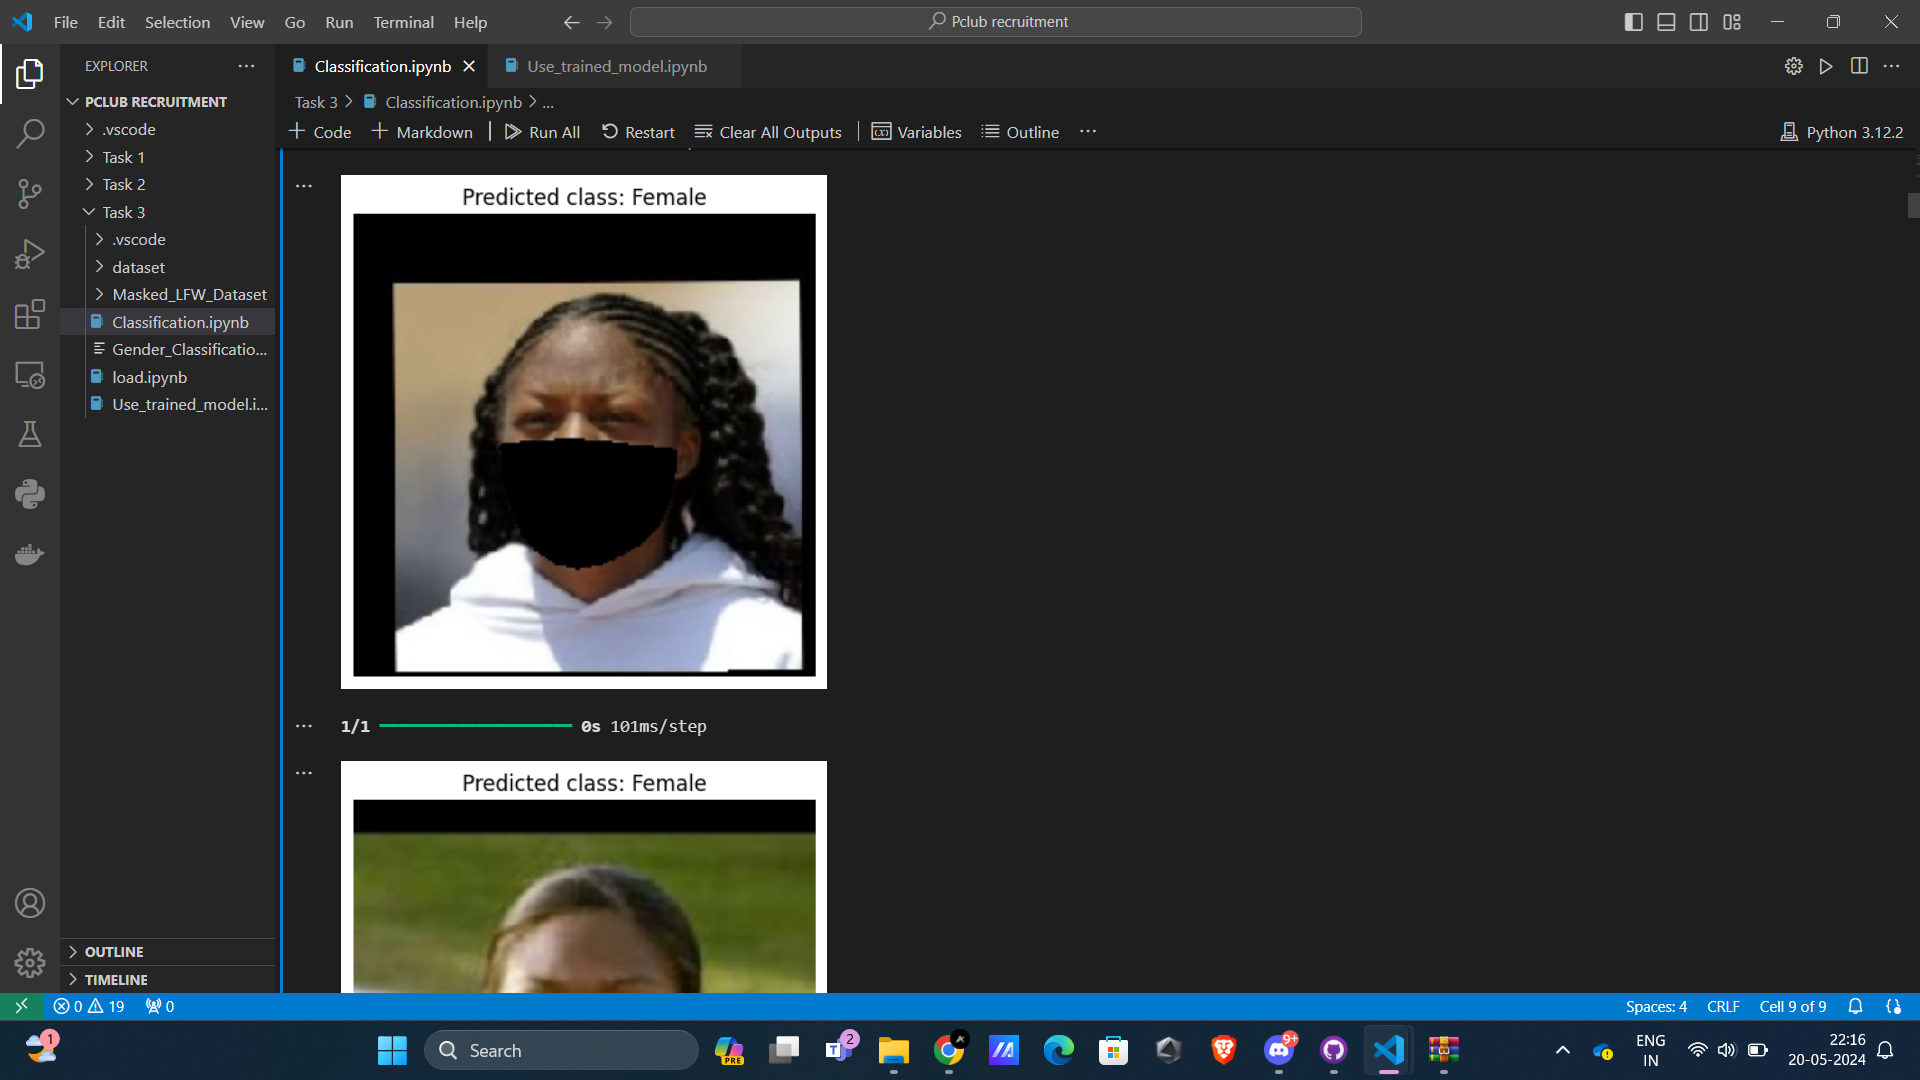 File Edit Selection View Go Run Terminal Help
Pclub recruitment
EXPLORER
Classification.ipynb
Use_trained_model.ipynb
PCLUB RECRUITMENT
Task 3
Classification.ipynb
...
.vscode
Code
Markdown
Run All
Restart
Clear All Outputs
Variables
Outline
Python 3.12.2
Task 1
Task 2
Task 3
.vscode
dataset
Masked_LFW_Dataset
Classification.ipynb
Gender_Classificatio...
load.ipynb
Use_trained_model.i...
Predicted class: Female
1/1 0s 101ms/step
Predicted class: Female
OUTLINE
TIMELINE
0 19 0
Spaces: 4 CRLF Cell 9 of 9
1
Search
PRE
2
9+
ENG
IN
22:16
20-05-2024